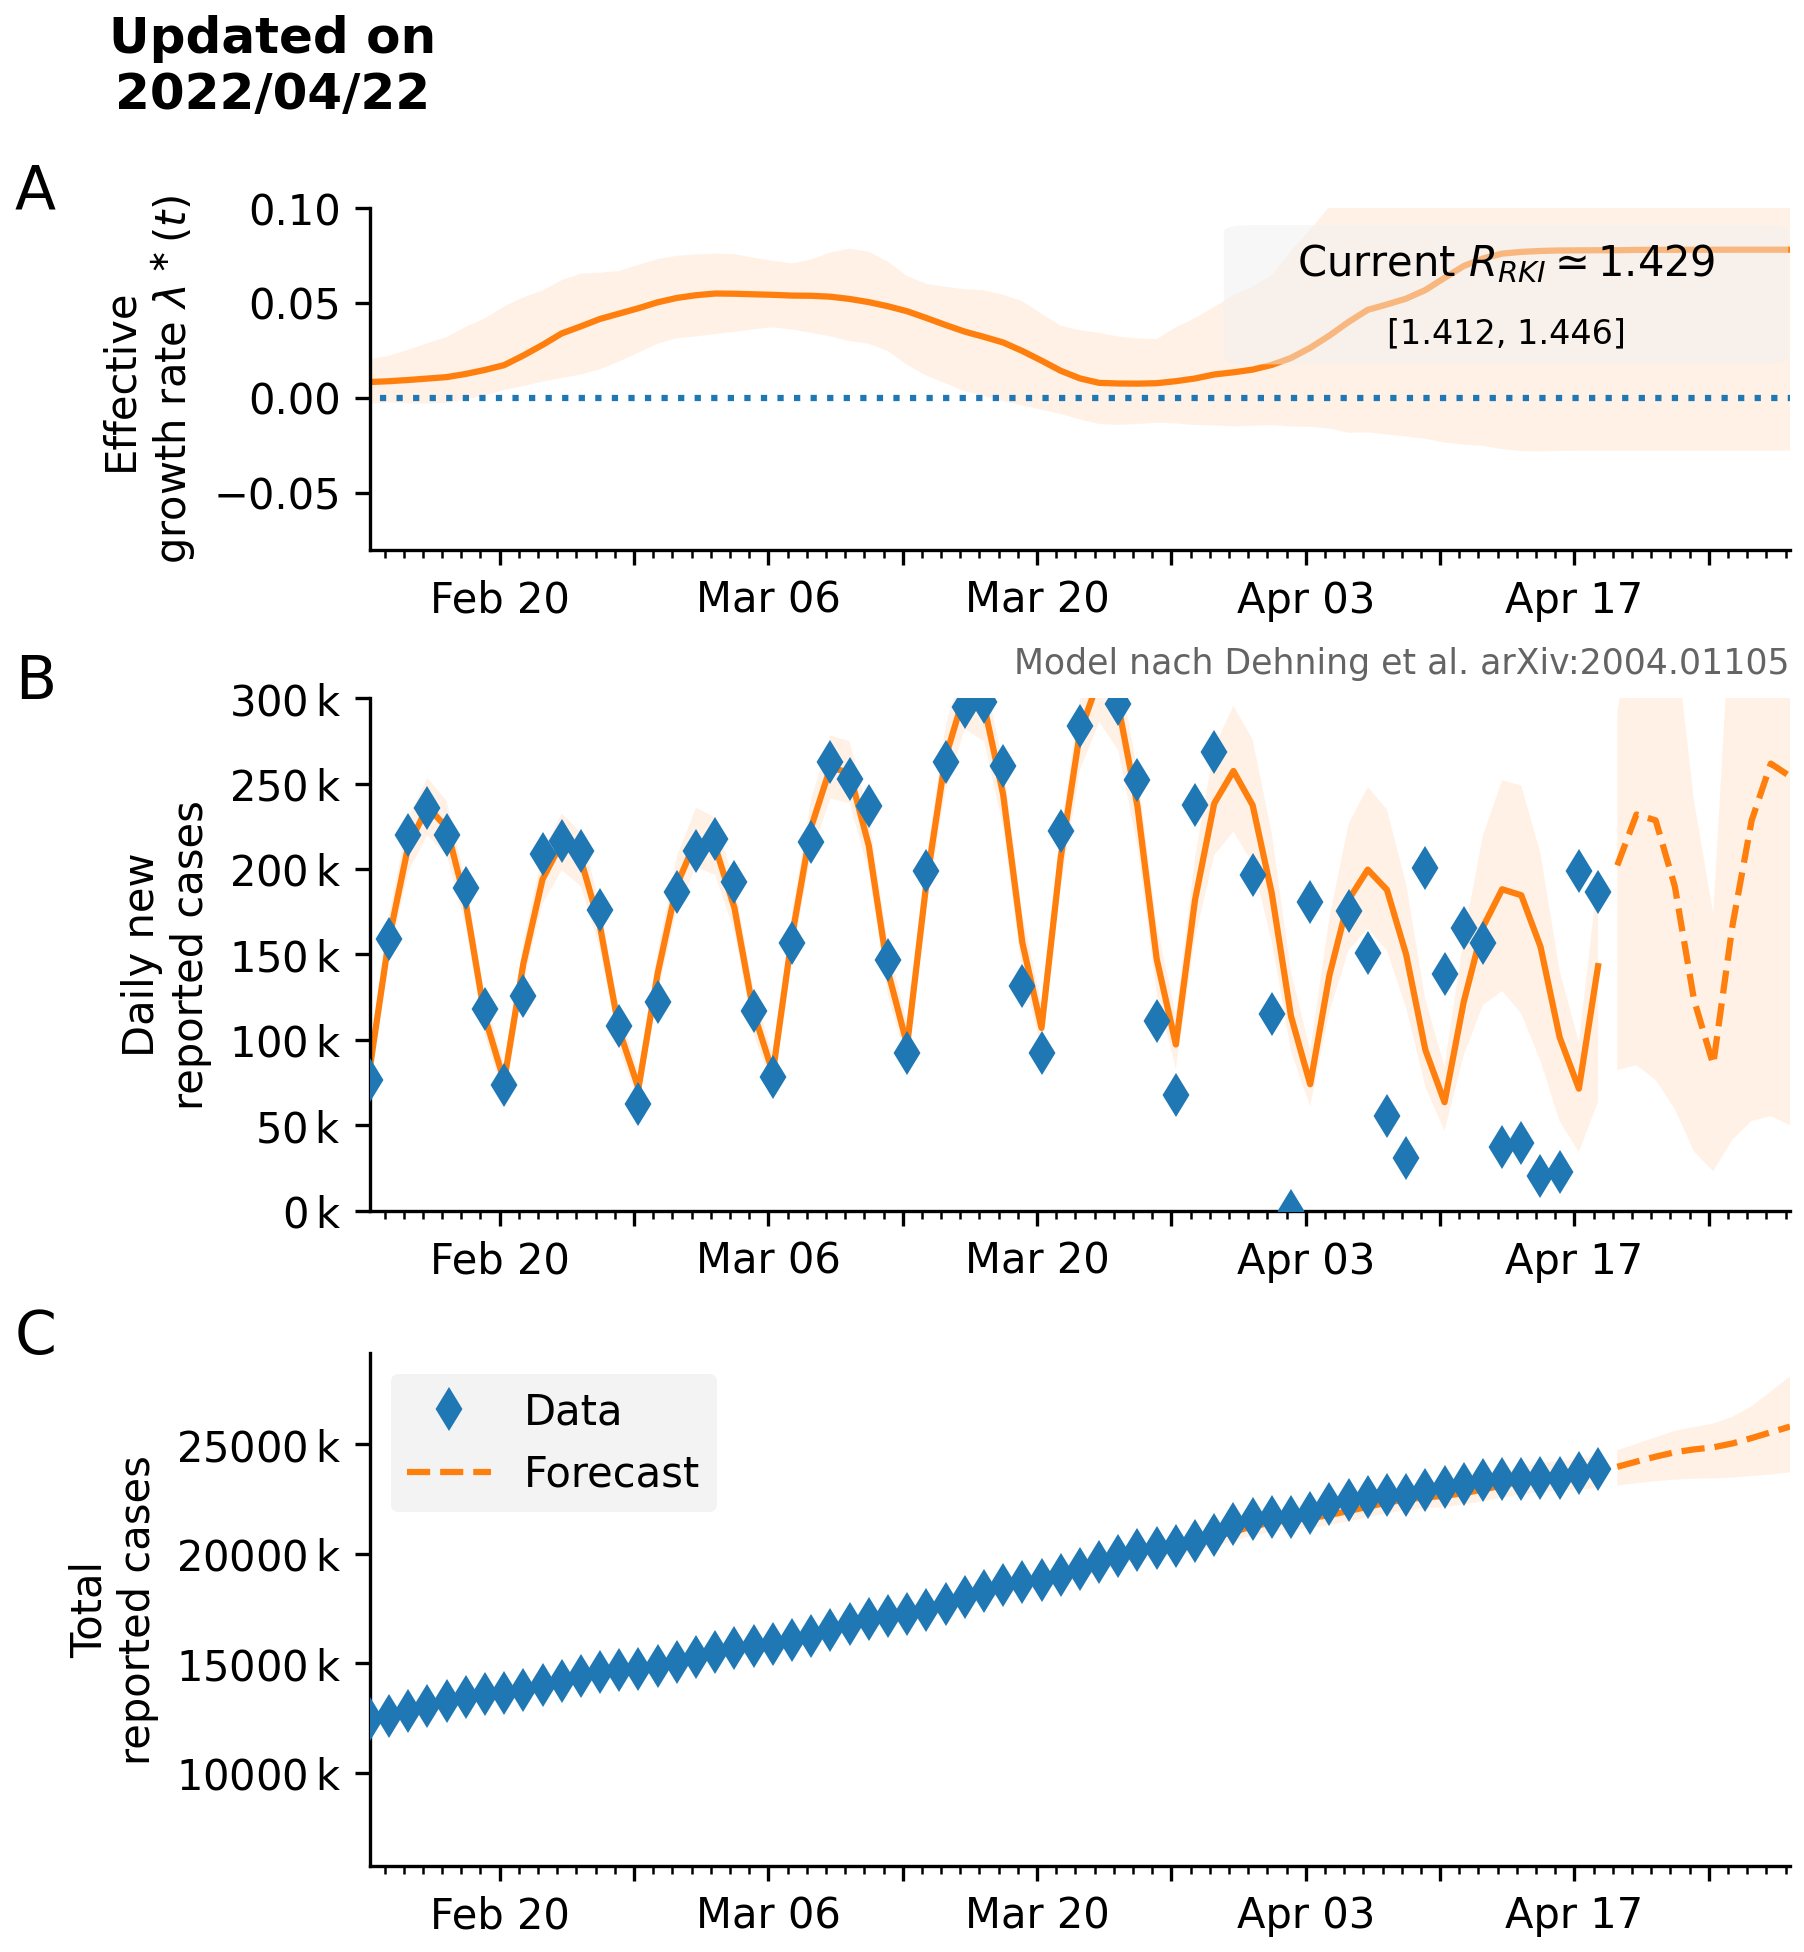 Updated on
2022/04/22
A
Effective
growth rate λ * (t)
0.10
0.05
0.00
−0.05
Current R_RKI ≃ 1.429
[1.412, 1.446]
Feb 20
Mar 06
Mar 20
Apr 03
Apr 17
Model nach Dehning et al. arXiv:2004.01105
B
Daily new
reported cases
300 k
250 k
200 k
150 k
100 k
50 k
0 k
Feb 20
Mar 06
Mar 20
Apr 03
Apr 17
C
Total
reported cases
25000 k
20000 k
15000 k
10000 k
Data
Forecast
Feb 20
Mar 06
Mar 20
Apr 03
Apr 17